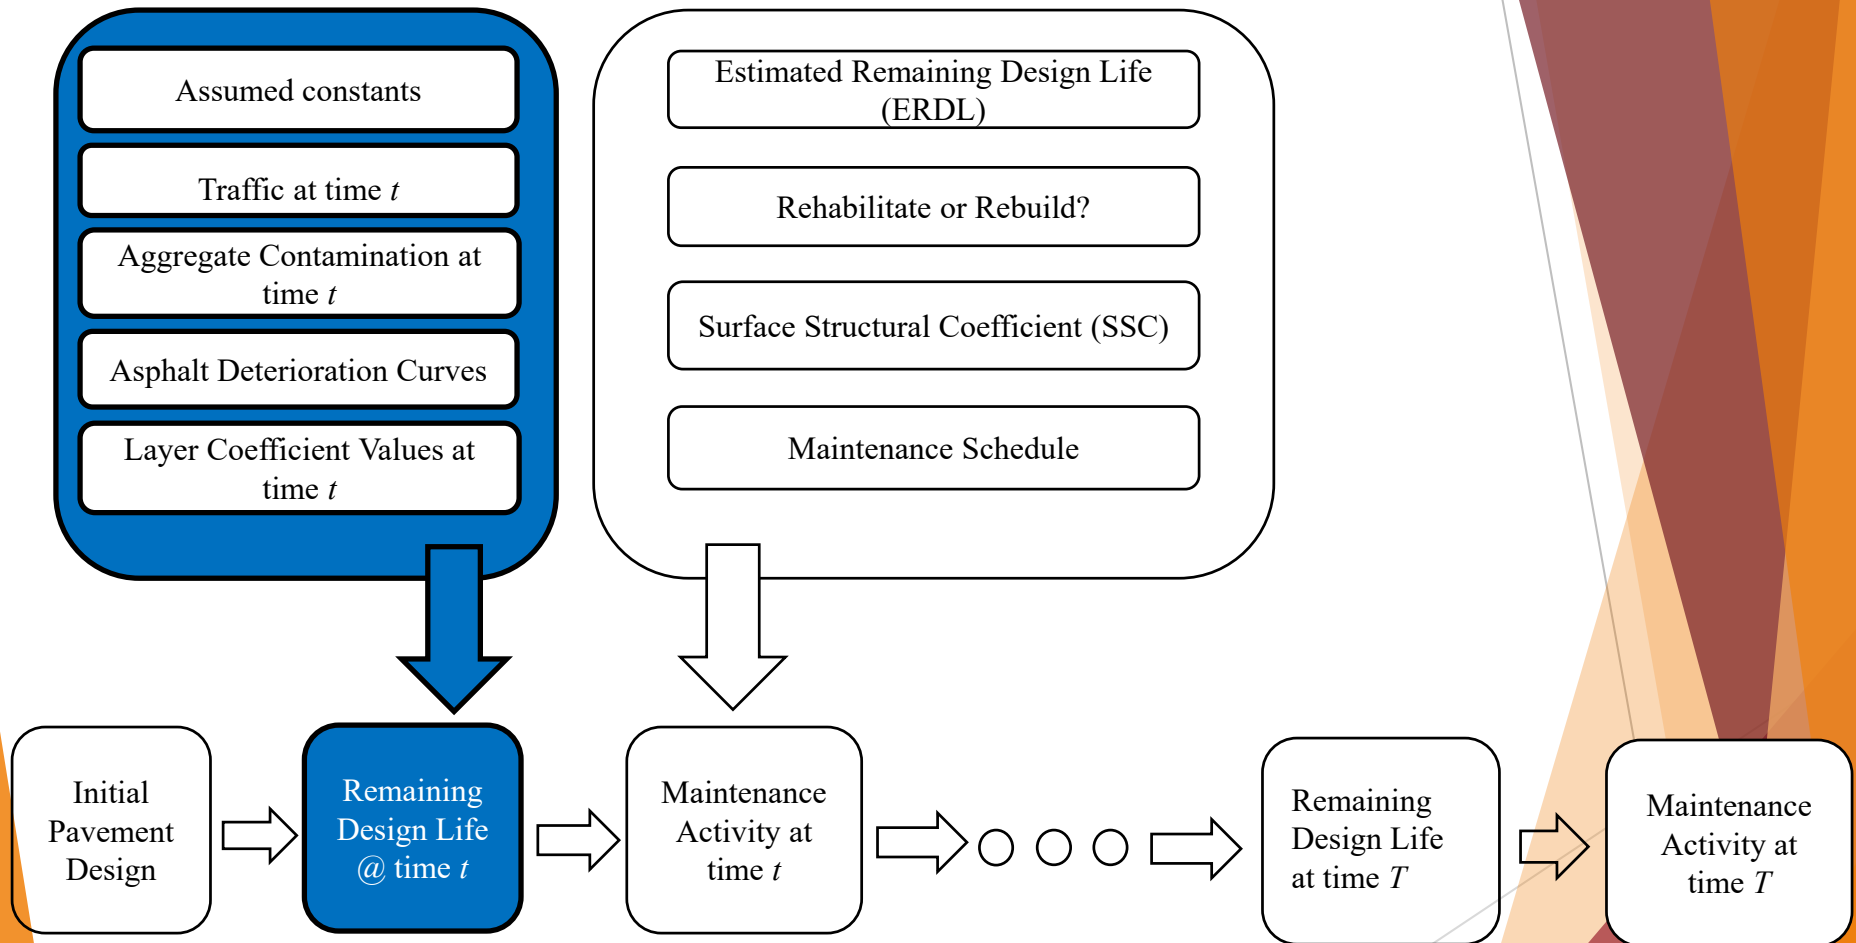 Assumed constants
Traffic at time t
Aggregate Contamination at
time t
Asphalt Deterioration Curves
Layer Coefficient Values at
time t
Estimated Remaining Design Life
(ERDL)
Rehabilitate or Rebuild?
Surface Structural Coefficient (SSC)
Maintenance Schedule
Initial
Pavement
Design
Remaining
Design Life
@ time t
Maintenance
Activity at
time t
Remaining
Design Life
at time T
Maintenance
Activity at
time T